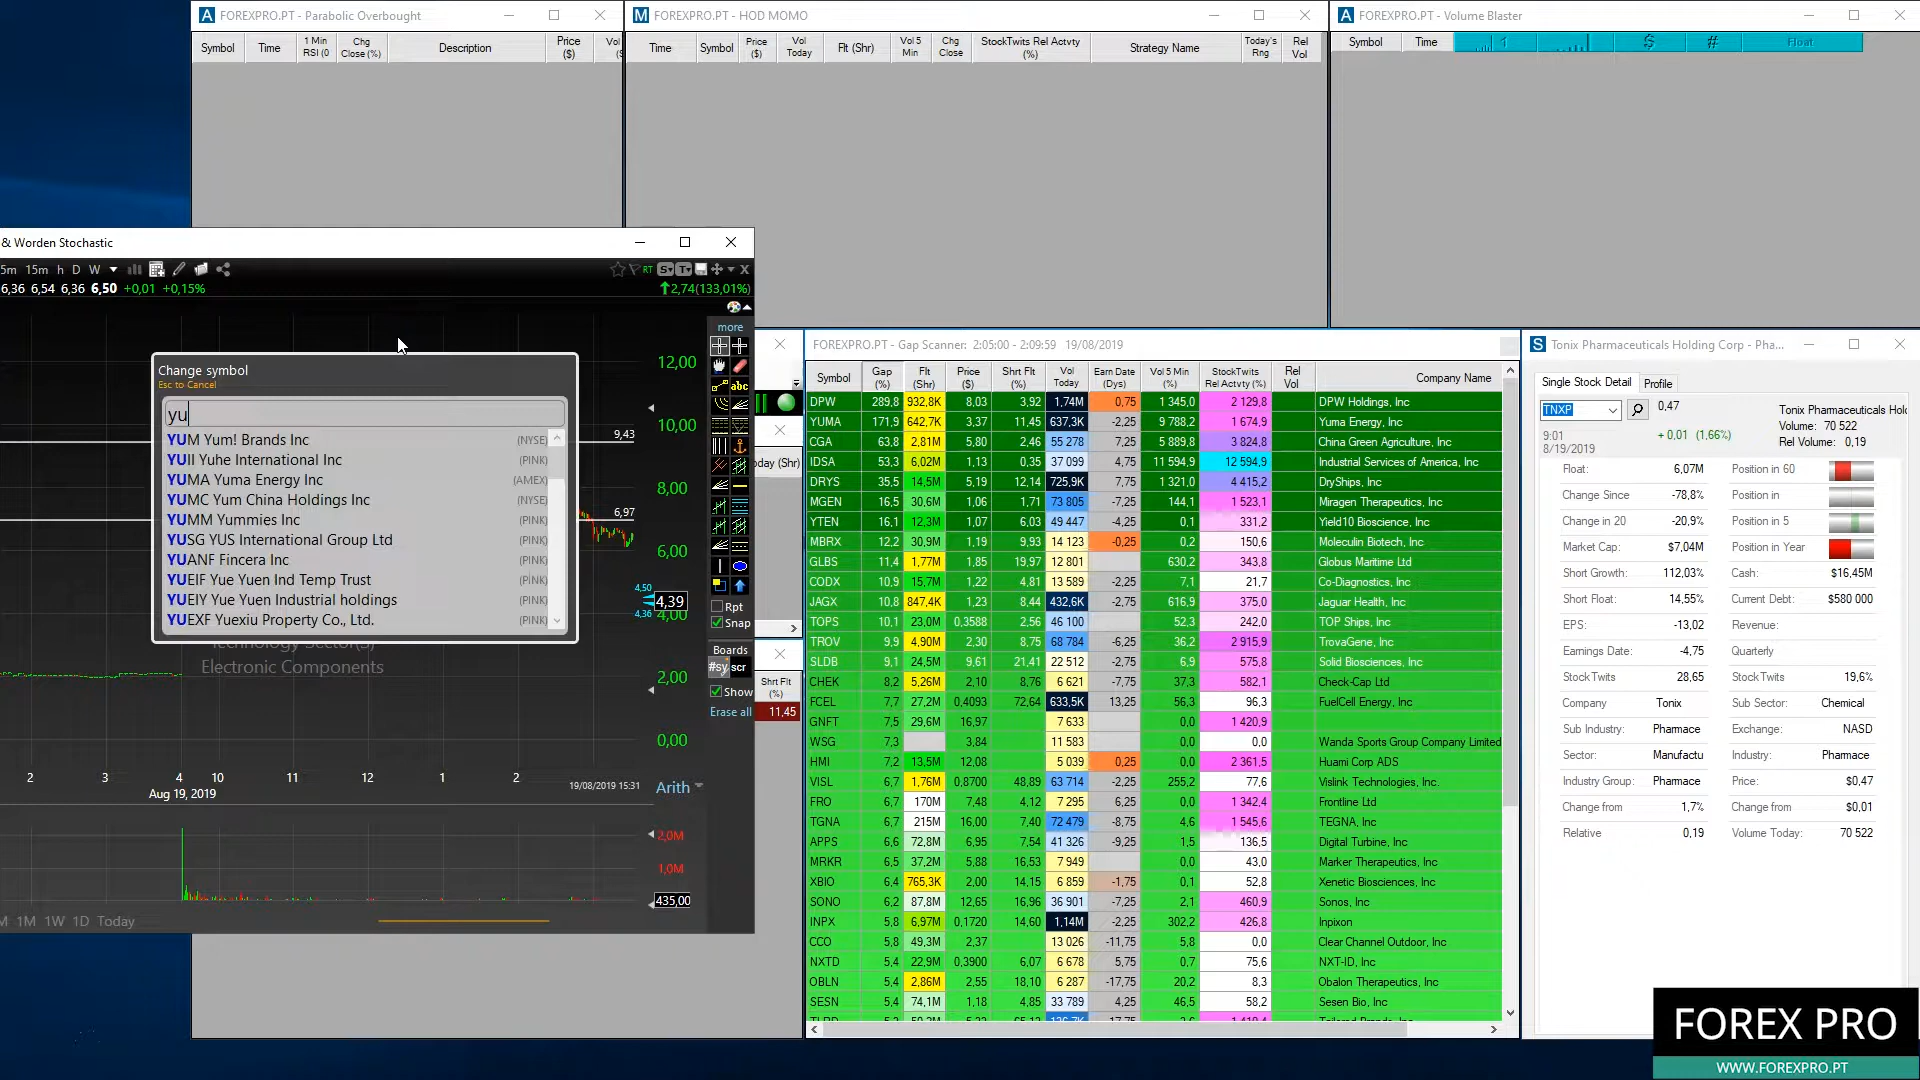 FOREXPRO.PT - Parabolic Overbought
Symbol Time 1 Min RSI (0 Chg Close (%) Description Price ($) Vol (S
FOREXPRO.PT - HOD MOMO
Time Symbol Price ($) Vol Today Flt (Shr) Vol 5 Min Chg Close StockTwits Rel Actvty (%) Strategy Name Today's Rng Rel Vol
FOREXPRO.PT - Volume Blaster
Symbol Time 1 $ # Float
& Worden Stochastic
5m 15m h D W RT S T X
6,36 6,54 6,36 6,50 +0,01 +0,15% 2,74(133,01%)
more
12,00
10,00
9,43
8,00
6,97
6,00
4,50
4,39
4,36 4,00
2,00
0,00
abc
Rpt
Snap
Boards
#sy scr
Show
Erase all
Change symbol
Esc to Cancel
yu
YUM Yum! Brands Inc (NYSE)
YUII Yuhe International Inc (PINK)
YUMA Yuma Energy Inc (AMEX)
YUMC Yum China Holdings Inc (NYSE)
YUMM Yummies Inc (PINK)
YUSG YUS International Group Ltd (PINK)
YUANF Fincera Inc (PINK)
YUEIF Yue Yuen Ind Temp Trust (PINK)
YUEIY Yue Yuen Industrial holdings (PINK)
YUEXF Yuexiu Property Co., Ltd. (PINK)
Technology Sector(s)
Electronic Components
2 3 4 10 11 12 1 2 19/08/2019 15:31 Arith
Aug 19, 2019
2,0M
1,0M
435,00
1M 1W 1D Today
oday (Shr)
Shrt Flt (%)
11,45
FOREXPRO.PT - Gap Scanner: 2:05:00 - 2:09:59 19/08/2019
Symbol Gap (%) Flt (Shr) Price ($) Shrt Flt (%) Vol Today Earn Date (Dys) Vol 5 Min (%) StockTwits Rel Actvty (%) Rel Vol Company Name
DPW 289,8 932,8K 8,03 3,92 1,74M 0,75 1 345,0 2 129,8 DPW Holdings, Inc
YUMA 171,9 642,7K 3,37 11,45 637,3K -2,25 9 788,2 1 674,9 Yuma Energy, Inc
CGA 63,8 2,81M 5,80 2,46 55 278 7,25 5 889,8 3 824,8 China Green Agriculture, Inc
IDSA 53,3 6,02M 1,13 0,35 37 099 4,75 11 594,9 12 594,9 Industrial Services of America, Inc
DRYS 35,5 14,5M 5,19 12,14 725,9K 7,75 1 321,0 4 415,2 DryShips, Inc
MGEN 16,5 30,6M 1,06 1,71 73 805 -7,25 144,1 1 523,1 Miragen Therapeutics, Inc
YTEN 16,1 12,3M 1,07 6,03 49 447 -4,25 0,1 331,2 Yield10 Bioscience, Inc
MBRX 12,2 30,9M 1,19 9,93 14 123 -0,25 0,2 150,6 Moleculin Biotech, Inc
GLBS 11,4 1,77M 1,85 19,97 12 801 630,2 343,8 Globus Maritime Ltd
CODX 10,9 15,7M 1,22 4,81 13 589 -2,25 7,1 21,7 Co-Diagnostics, Inc
JAGX 10,8 847,4K 1,23 8,44 432,6K -2,75 616,9 375,0 Jaguar Health, Inc
TOPS 10,1 23,0M 0,3588 2,56 46 100 52,3 242,0 TOP Ships, Inc
TROV 9,9 4,90M 2,30 8,75 68 784 -6,25 36,2 2 915,9 TrovaGene, Inc
SLDB 9,1 24,5M 9,61 21,41 22 512 -2,75 6,9 575,8 Solid Biosciences, Inc
CHEK 8,2 5,26M 2,10 8,76 6 621 -7,75 37,3 582,1 Check-Cap Ltd
FCEL 7,7 27,2M 0,4093 72,64 633,5K 13,25 56,3 96,3 FuelCell Energy, Inc
GNFT 7,5 29,6M 16,97 7 633 0,0 1 420,9
WSG 7,3 3,84 11 583 0,0 0,0 Wanda Sports Group Company Limited
HMI 7,2 13,5M 12,08 5 039 0,25 0,0 2 361,5 Huami Corp ADS
VISL 6,7 1,76M 0,8700 48,89 63 714 -2,25 255,2 77,6 Vislink Technologies, Inc.
FRO 6,7 170M 7,48 4,12 7 295 6,25 0,0 1 342,4 Frontline Ltd
TGNA 6,7 215M 16,00 7,40 72 479 -8,75 4,6 1 545,6 TEGNA, Inc
APPS 6,6 72,8M 6,95 7,54 41 326 -9,25 1,5 136,5 Digital Turbine, Inc
MRKR 6,5 37,2M 5,88 16,53 7 949 0,0 43,0 Marker Therapeutics, Inc
XBIO 6,4 765,3K 2,00 14,15 6 859 -1,75 0,1 52,8 Xenetic Biosciences, Inc
SONO 6,2 87,8M 12,65 16,96 36 901 -7,25 2,1 460,9 Sonos, Inc
INPX 5,8 6,97M 0,1720 14,60 1,14M -2,25 302,2 426,8 Inpixon
CCO 5,8 49,3M 2,37 13 026 -11,75 5,8 0,0 Clear Channel Outdoor, Inc
NXTD 5,4 22,9M 0,3900 6,07 6 678 5,75 0,7 75,6 NXT-ID, Inc
OBLN 5,4 2,86M 2,55 18,10 6 287 -17,75 20,2 8,3 Obalon Therapeutics, Inc
SESN 5,4 74,1M 1,18 4,85 33 789 4,25 46,5 58,2 Sesen Bio, Inc
Tonix Pharmaceuticals Holding Corp - Pha...
Single Stock Detail Profile
TNXP 0,47 Tonix Pharmaceuticals Hold
Volume: 70 522
+ 0,01 (1,66%) Rel Volume: 0,19
9:01
8/19/2019
Float: 6,07M Position in 60
Change Since -78,8% Position in
Change in 20 -20,9% Position in 5
Market Cap: $7,04M Position in Year
Short Growth: 112,03% Cash: $16,45M
Short Float: 14,55% Current Debt: $580 000
EPS: -13,02 Revenue:
Earnings Date: -4,75 Quarterly
StockTwits 28,65 StockTwits 19,6%
Company Tonix Sub Sector: Chemical
Sub Industry: Pharmace Exchange: NASD
Sector: Manufactu Industry: Pharmace
Industry Group: Pharmace Price: $0,47
Change from 1,7% Change from $0,01
Relative 0,19 Volume Today: 70 522
FOREX PRO
WWW.FOREXPRO.PT